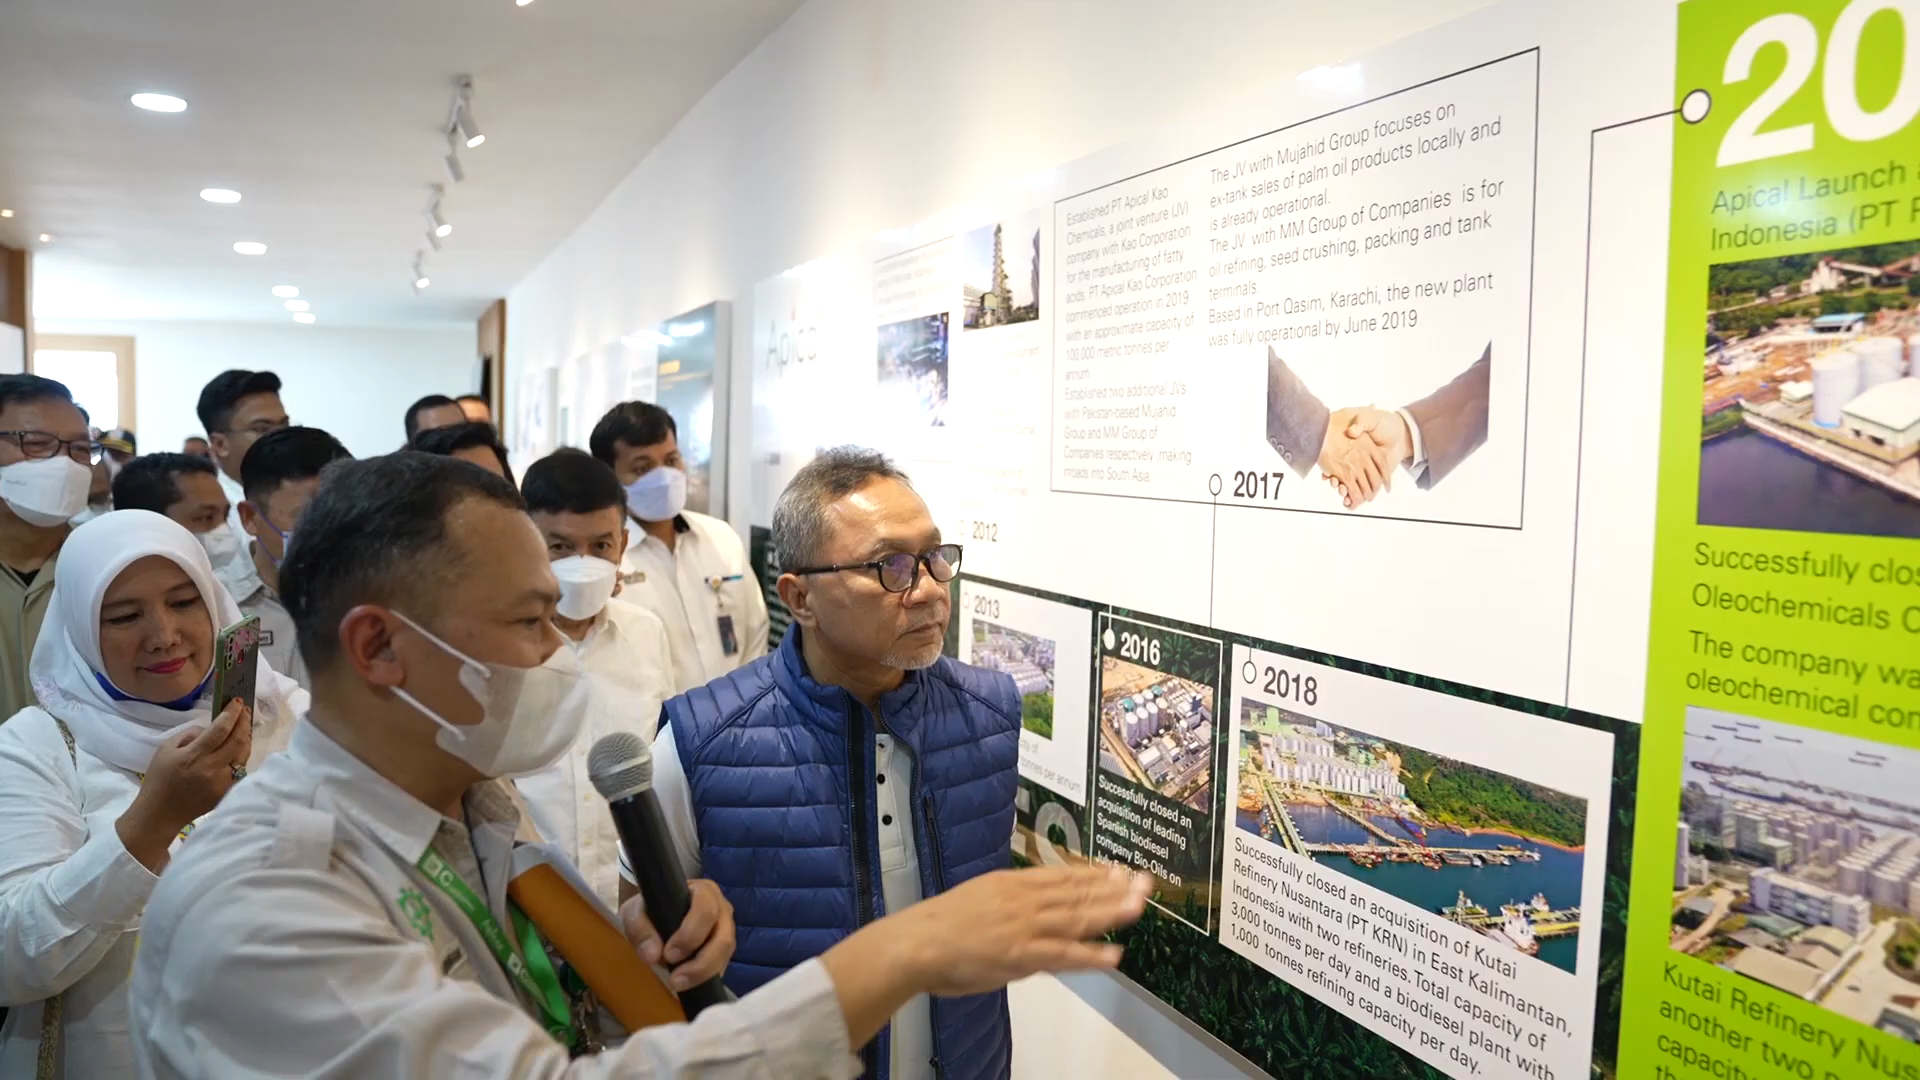 Apica
Established PT Apical Kao
Chemicals, a joint venture (JV)
company with Kao Corporation
for the manufacturing of fatty
acids. PT Apical Kao Corporation
commenced operation in 2019
with an approximate capacity of
100,000 metric tonnes per
annum.
Established two additional JVs
with Pakistan-based Mujahid
Group and MM Group of
Companies respectively, making
inroads into South Asia
The JV with Mujahid Group focuses on
ex-tank sales of palm oil products locally and
is already operational.
The JV with MM Group of Companies is for
oil refining, seed crushing, packing and tank
terminals
Based in Port Qasim, Karachi, the new plant
was fully operational by June 2019
2017
2012
2013
tonnes per annum
2016
Successfully closed an
acquisition of leading
Spanish biodiesel
company Bio-Oils on
July
2018
Successfully closed an acquisition of Kutai
Refinery Nusantara (PT KRN) in East Kalimantan,
Indonesia with two refineries. Total capacity of
3,000 tonnes per day and a biodiesel plant with
1,000 tonnes refining capacity per day.
20
Apical Launch
Indonesia (PT
Successfully clos
Oleochemicals C
The company wa
oleochemical com
Kutai Refinery Nus
another two
capacity